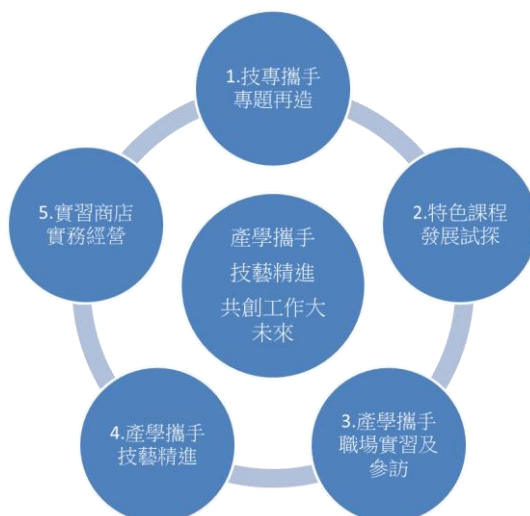 1.技專攜手
專題再造
2.特色課程
發展試探
3.產學攜手
職場實習及
參訪
4.產學攜手
技藝精進
5.實習商店
實務經營
產學攜手
技藝精進
共創工作大
未來